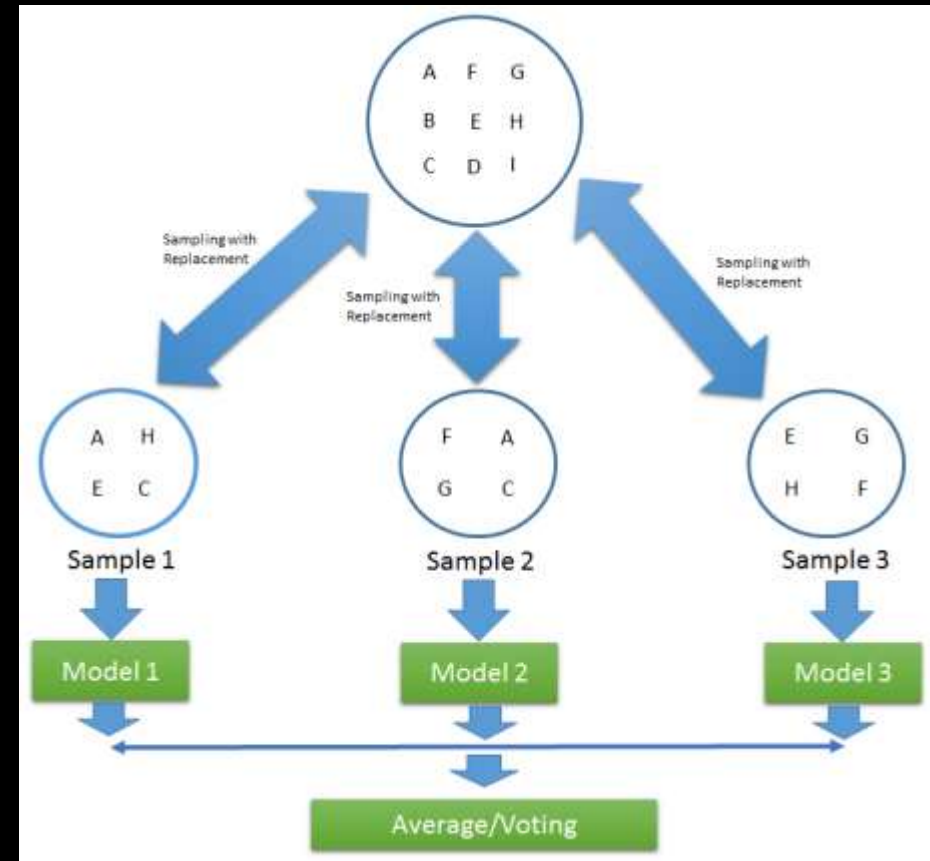 A F G
B E H
C D I
Sampling with
Replacement
Sampling with
Replacement
Sampling with
Replacement
A H
E C
F A
G C
E G
H F
Sample 1
Sample 2
Sample 3
Model 1
Model 2
Model 3
Average/Voting